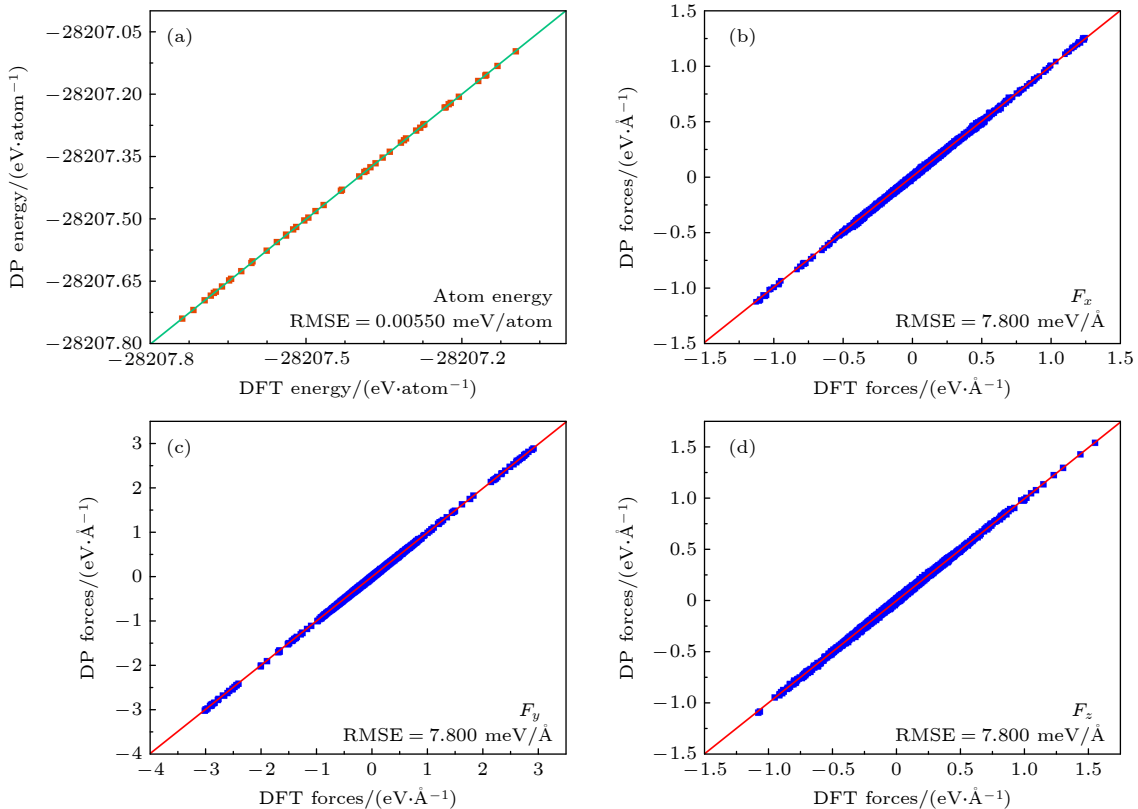 (a)
DP energy/(eV·atom⁻¹)
−28207.05
−28207.20
−28207.35
−28207.50
−28207.65
−28207.80
Atom energy
RMSE = 0.00550 meV/atom
−28207.8 −28207.5 −28207.2
DFT energy/(eV·atom⁻¹)
(b)
DP forces/(eV·Å⁻¹)
1.5
1.0
0.5
0
−0.5
−1.0
−1.5
Fₓ
RMSE = 7.800 meV/Å
−1.5 −1.0 −0.5 0 0.5 1.0 1.5
DFT forces/(eV·Å⁻¹)
(c)
DP forces/(eV·Å⁻¹)
3
2
1
0
−1
−2
−3
−4
F_y
RMSE = 7.800 meV/Å
−4 −3 −2 −1 0 1 2 3
DFT forces/(eV·Å⁻¹)
(d)
DP forces/(eV·Å⁻¹)
1.5
1.0
0.5
0
−0.5
−1.0
−1.5
F_z
RMSE = 7.800 meV/Å
−1.5 −1.0 −0.5 0 0.5 1.0 1.5
DFT forces/(eV·Å⁻¹)